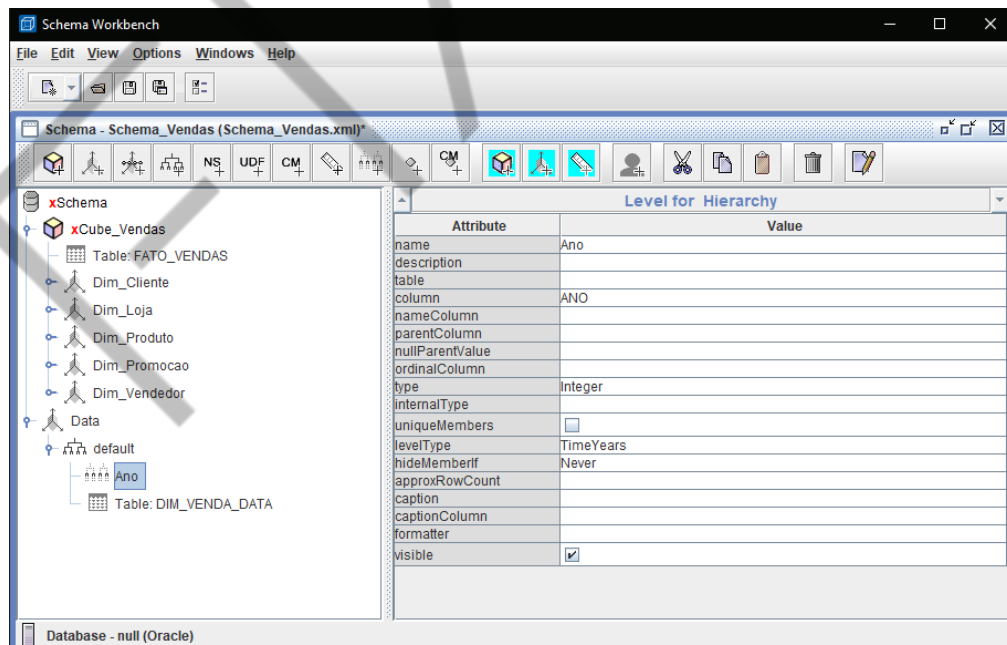 Schema Workbench
File Edit View Options Windows Help
Schema - Schema_Vendas (Schema_Vendas.xml)*
NS UDF CM CM
xSchema
xCube_Vendas
Table: FATO_VENDAS
Dim_Cliente
Dim_Loja
Dim_Produto
Dim_Promocao
Dim_Vendedor
Data
default
Ano
Table: DIM_VENDA_DATA
Level for Hierarchy
Attribute Value
name Ano
description
table
column ANO
nameColumn
parentColumn
nullParentValue
ordinalColumn
type Integer
internalType
uniqueMembers
levelType TimeYears
hideMemberIf Never
approxRowCount
caption
captionColumn
formatter
visible
Database - null (Oracle)